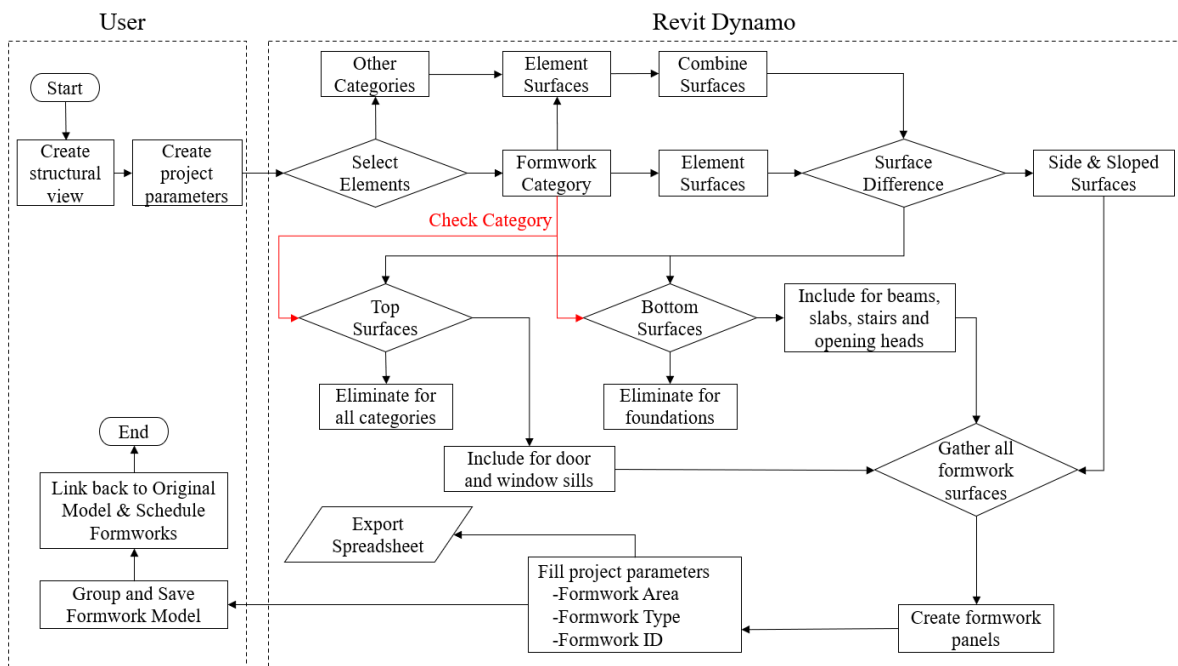 User
Revit Dynamo
Start
Create
structural
view
Create
project
parameters
Other
Categories
Element
Surfaces
Combine
Surfaces
Select
Elements
Formwork
Category
Element
Surfaces
Surface
Difference
Side & Sloped
Surfaces
Check Category
Top
Surfaces
Bottom
Surfaces
Include for beams,
slabs, stairs and
opening heads
Eliminate for
all categories
Eliminate for
foundations
Include for door
and window sills
Gather all
formwork
surfaces
End
Link back to Original
Model & Schedule
Formworks
Group and Save
Formwork Model
Export
Spreadsheet
Fill project parameters
-Formwork Area
-Formwork Type
-Formwork ID
Create formwork
panels